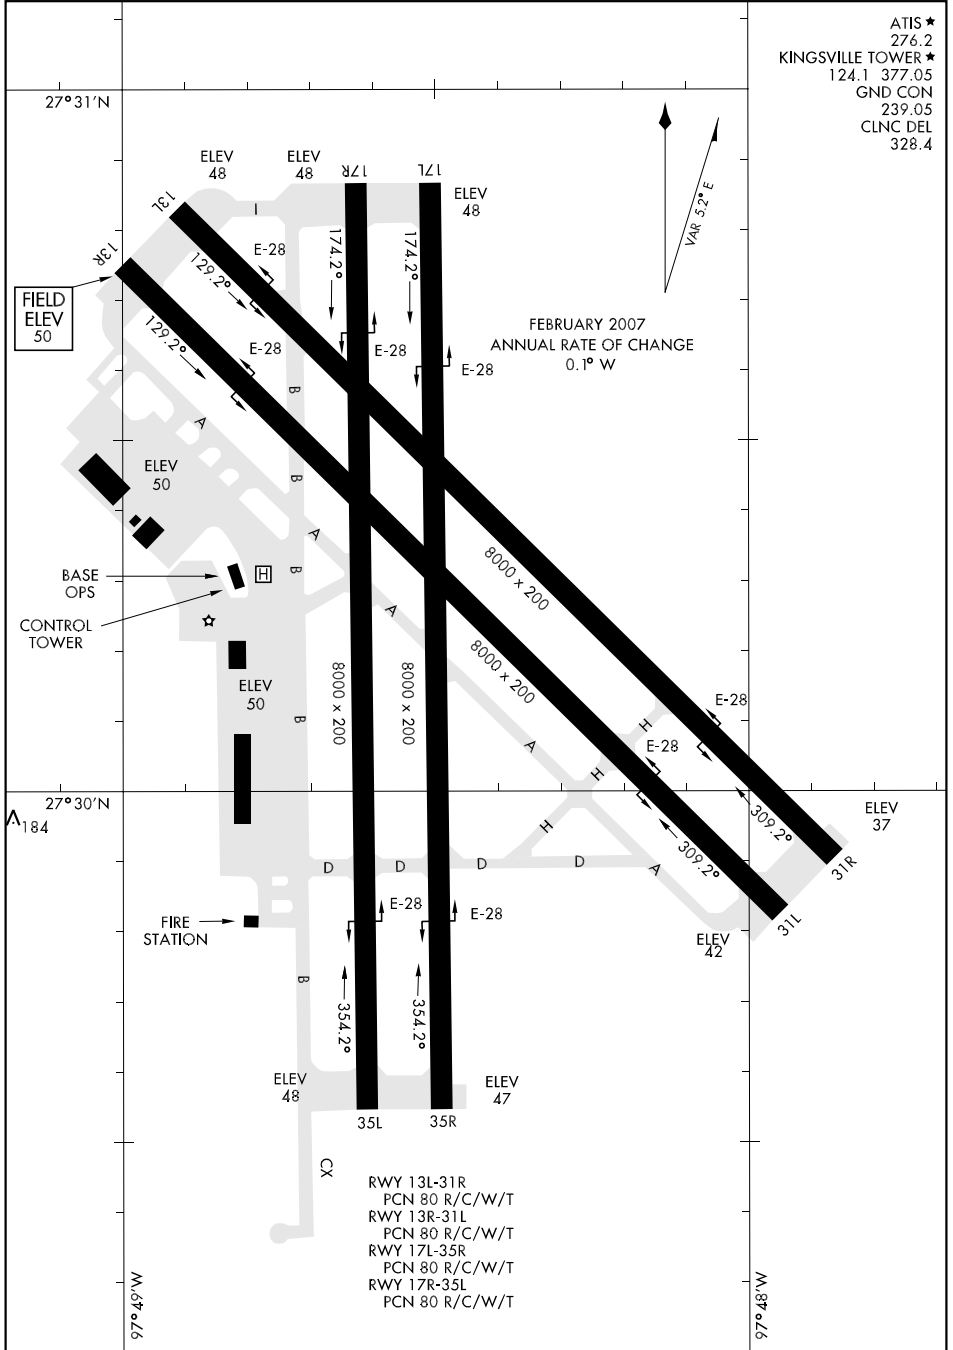 ATIS ★
276.2
KINGSVILLE TOWER ★
124.1 377.05
GND CON
239.05
CLNC DEL
328.4
27°31'N
ELEV
48
ELEV
48
17R
17L
ELEV
48
13L
13R
I
VAR 5.2° E
FIELD
ELEV
50
E-28
129.2°
174.2°
174.2°
FEBRUARY 2007
ANNUAL RATE OF CHANGE
0.1° W
129.2°
E-28
E-28
E-28
B
A
ELEV
50
B
A
B
8000 x 200
BASE
OPS
H
A
CONTROL
TOWER
8000 x 200
8000 x 200
8000 x 200
ELEV
50
B
E-28
H
A
E-28
H
27°30'N
184
309.2°
ELEV
37
H
309.2°
D
D
D
D
A
31R
E-28
E-28
31L
FIRE
STATION
ELEV
42
B
354.2°
354.2°
ELEV
48
ELEV
47
35L
35R
CX
RWY 13L-31R
PCN 80 R/C/W/T
RWY 13R-31L
PCN 80 R/C/W/T
RWY 17L-35R
PCN 80 R/C/W/T
RWY 17R-35L
PCN 80 R/C/W/T
97°49'W
97°48'W